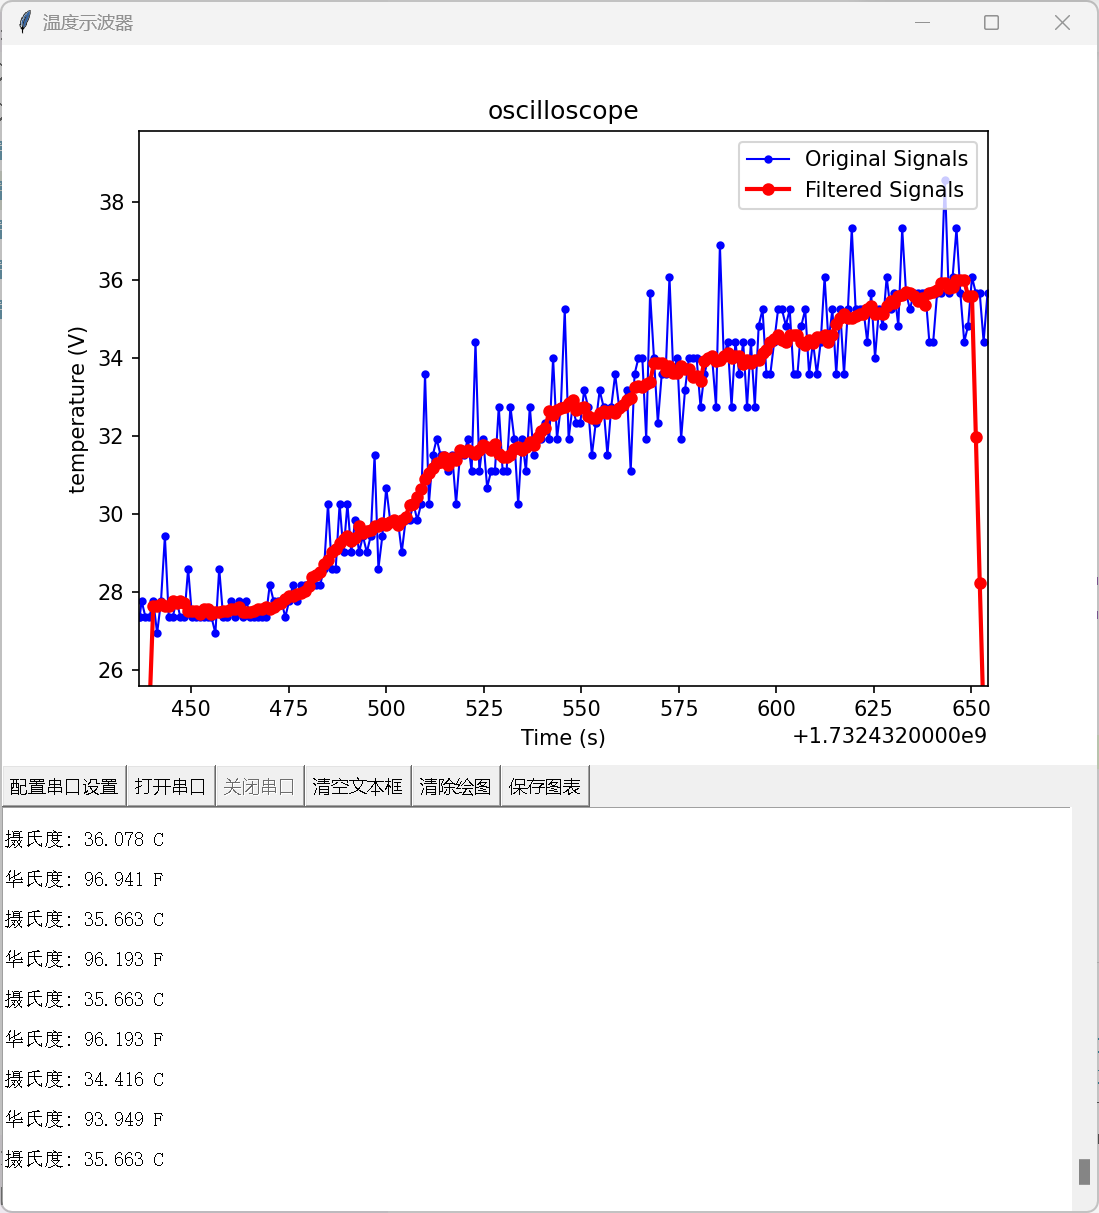 温度示波器
oscilloscope
Original Signals
Filtered Signals
temperature (V)
38
36
34
32
30
28
26
450 475 500 525 550 575 600 625 650
Time (s)
+1.7324320000e9
配置串口设置 打开串口 关闭串口 清空文本框 清除绘图 保存图表
摄氏度: 36.078 C
华氏度: 96.941 F
摄氏度: 35.663 C
华氏度: 96.193 F
摄氏度: 35.663 C
华氏度: 96.193 F
摄氏度: 34.416 C
华氏度: 93.949 F
摄氏度: 35.663 C